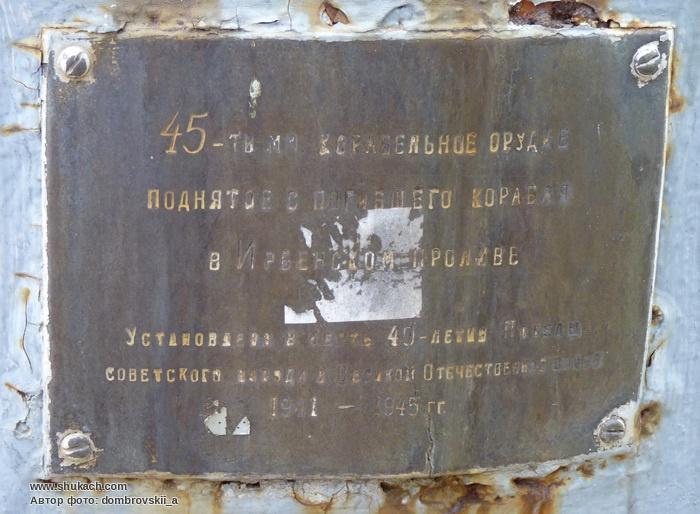 45-ти мм корабельное орудие
поднятое с погибшего корабля
в Ирбенском проливе
Установлено в честь 40-летия Победы
советского народа в Великой Отечественной войне
1941 — 1945 гг.
www.shukach.com
Автор фото: dombrovskii_a